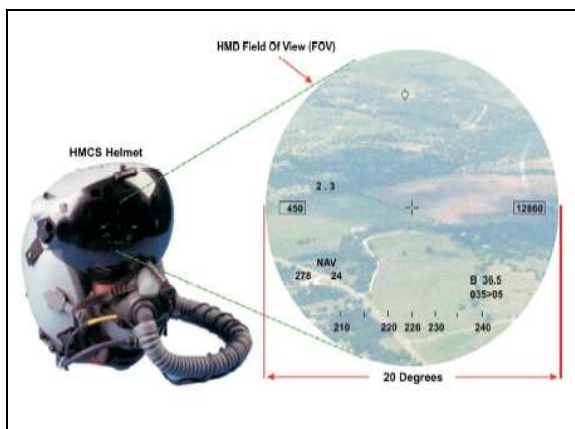 HMD Field Of View (FOV)
HMCS Helmet
2 . 3
450
12860
NAV
278 24
B 36.5
035>05
210 220 226 230 240
20 Degrees